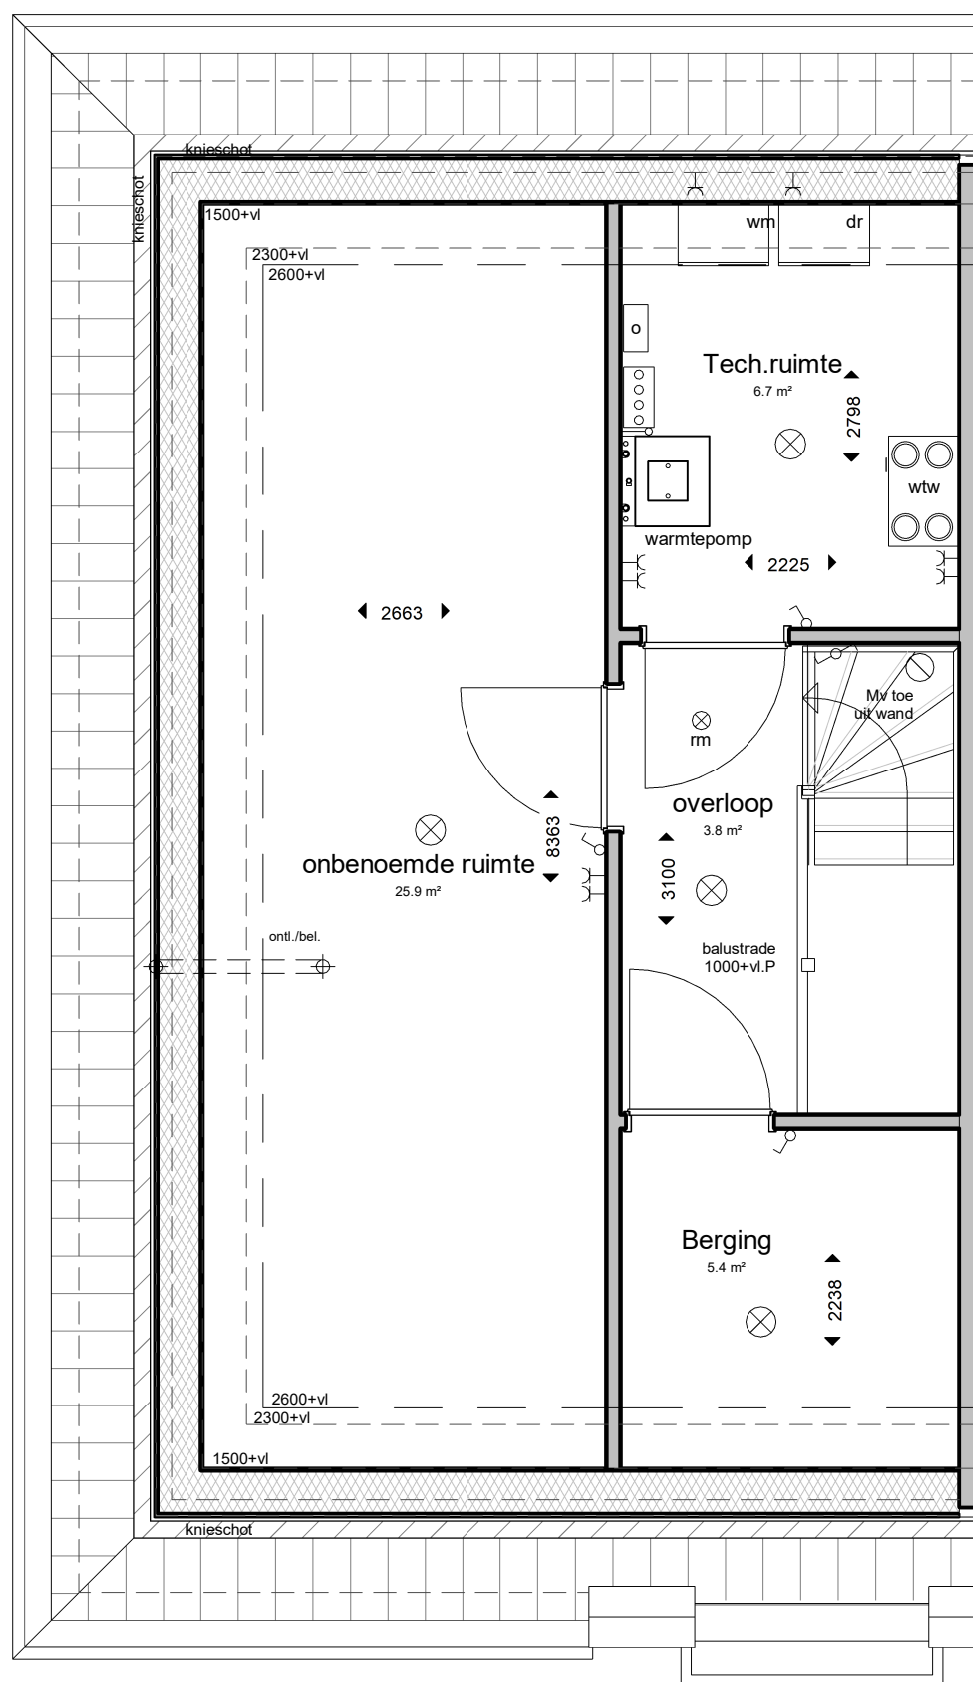 knieschot
knieschot
1500+vl
2300+vl
2600+vl
wm
dr
o
Tech.ruimte
6.7 m²
2798
wtw
warmtepomp
2225
2663
Mv toe
uit wand
rm
overloop
3.8 m²
8363
onbenoemde ruimte
25.9 m²
3100
ontl./bel.
balustrade
1000+vl.P
Berging
5.4 m²
2238
2600+vl
2300+vl
1500+vl
knieschot